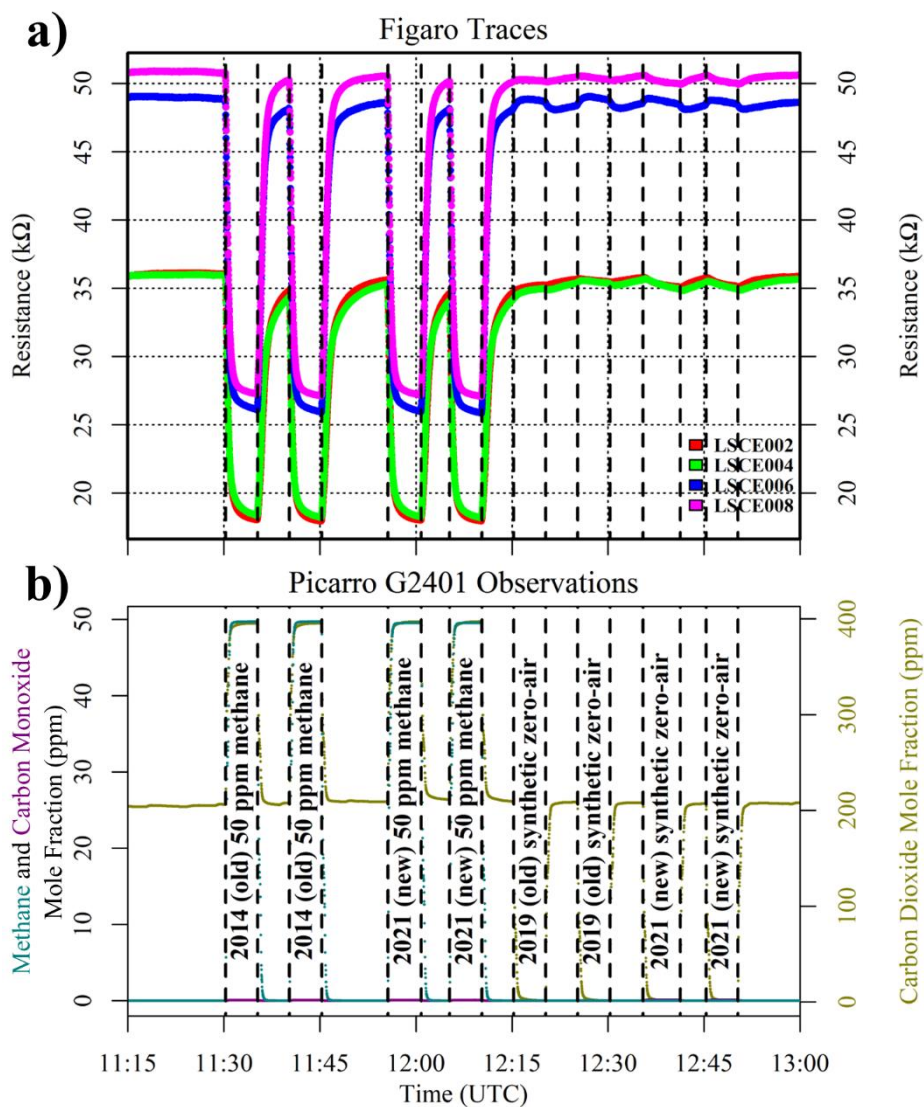 a)
Figaro Traces
50
45
40
35
30
25
20
Resistance (kΩ)
50
45
40
35
30
25
20
Resistance (kΩ)
LSCE002
LSCE004
LSCE006
LSCE008
b)
Picarro G2401 Observations
Methane and Carbon Monoxide
Mole Fraction (ppm)
50
40
30
20
10
0
2014 (old) 50 ppm methane
2014 (old) 50 ppm methane
2021 (new) 50 ppm methane
2021 (new) 50 ppm methane
2019 (old) synthetic zero-air
2019 (old) synthetic zero-air
2021 (new) synthetic zero-air
2021 (new) synthetic zero-air
400
300
200
100
0
Carbon Dioxide Mole Fraction (ppm)
11:15 11:30 11:45 12:00 12:15 12:30 12:45 13:00
Time (UTC)